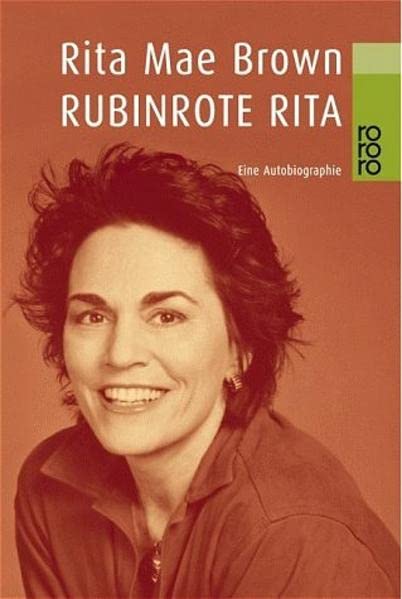 Rita Mae Brown
RUBINROTE RITA
Eine Autobiographie
ro
ro
ro